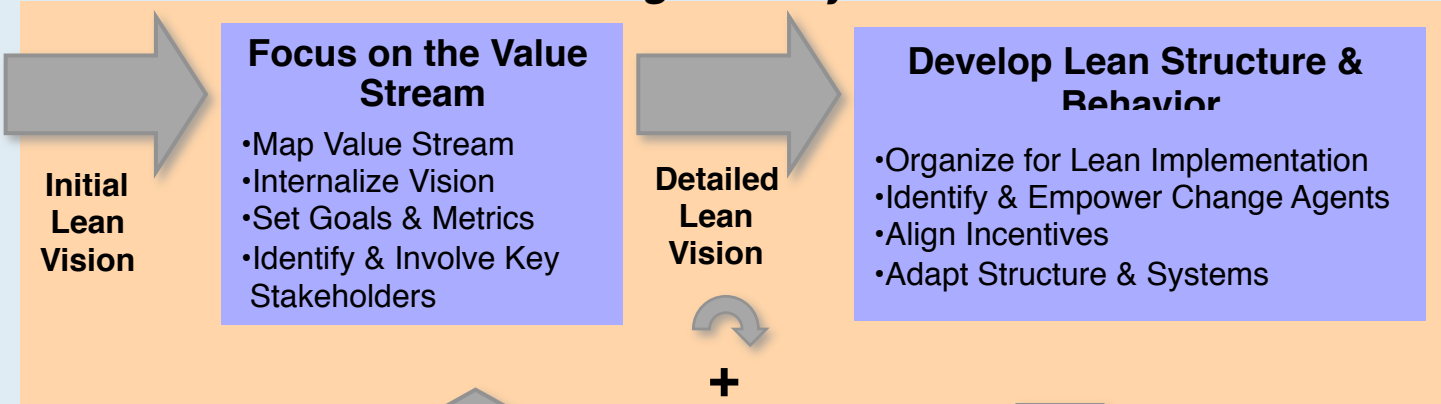 Focus on the Value
Stream
•Map Value Stream
•Internalize Vision
•Set Goals & Metrics
•Identify & Involve Key
Stakeholders
Initial
Lean
Vision
Detailed
Lean
Vision
+
Develop Lean Structure &
Behavior
•Organize for Lean Implementation
•Identify & Empower Change Agents
•Align Incentives
•Adapt Structure & Systems